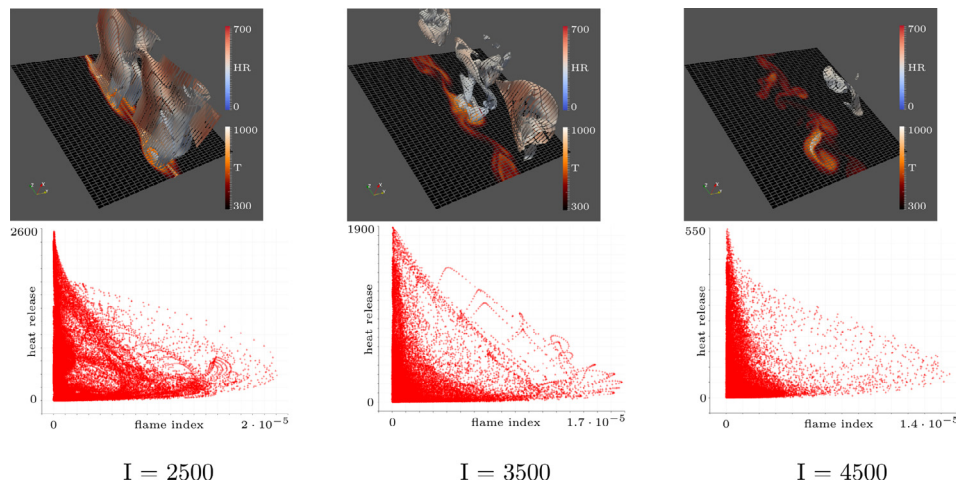 700
HR
0
1000
T
300
700
HR
0
1000
T
300
700
HR
0
1000
T
300
2600
heat release
0
0
flame index
2 · 10⁻⁵
1900
heat release
0
0
flame index
1.7 · 10⁻⁵
550
heat release
0
0
flame index
1.4 · 10⁻⁵
I = 2500
I = 3500
I = 4500